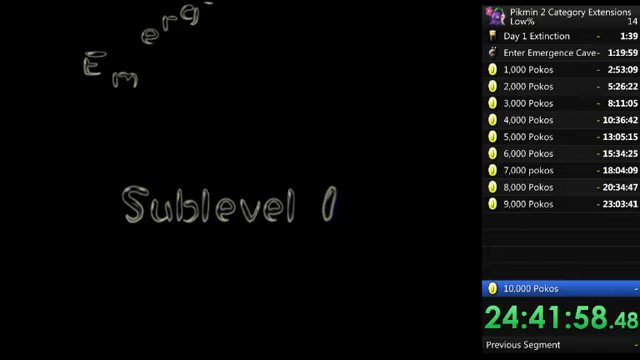 E m e r g
Sublevel
Pikmin 2 Category Extensions
Low% 14
Day 1 Extinction - 1:39
Enter Emergence Cave - 1:19:59
1,000 Pokos - 2:53:09
2,000 Pokos - 5:26:22
3,000 Pokos - 8:11:05
4,000 Pokos - 10:36:42
5,000 Pokos - 13:05:15
6,000 Pokos - 15:34:25
7,000 pokos - 18:04:09
8,000 Pokos - 20:34:47
9,000 Pokos - 23:03:41
10,000 Pokos -
24:41:58.48
Previous Segment -